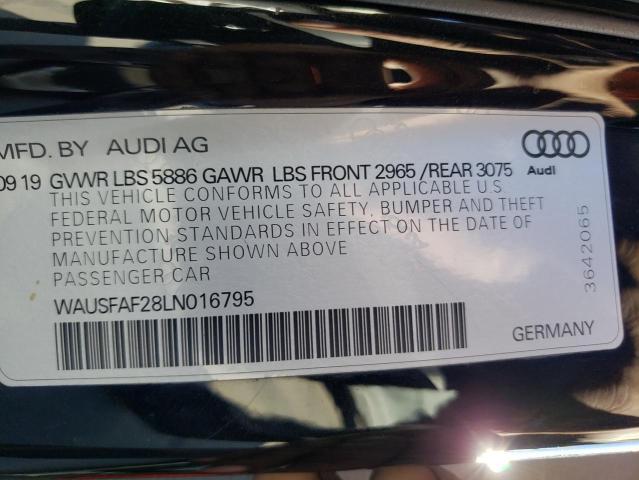 MFD. BY AUDI AG
09 19 GVWR LBS 5886 GAWR LBS FRONT 2965 /REAR 3075
THIS VEHICLE CONFORMS TO ALL APPLICABLE U.S.
FEDERAL MOTOR VEHICLE SAFETY, BUMPER AND THEFT
PREVENTION STANDARDS IN EFFECT ON THE DATE OF
MANUFACTURE SHOWN ABOVE
PASSENGER CAR
WAUSFAF28LN016795
Audi
3642065
GERMANY